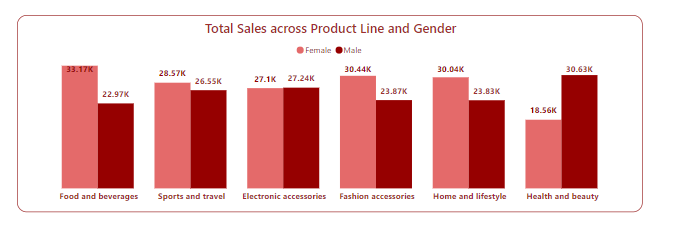 Total Sales across Product Line and Gender
Female Male
33.17K 22.97K 28.57K 26.55K 27.1K 27.24K 30.44K 23.87K 30.04K 23.83K 18.56K 30.63K
Food and beverages Sports and travel Electronic accessories Fashion accessories Home and lifestyle Health and beauty